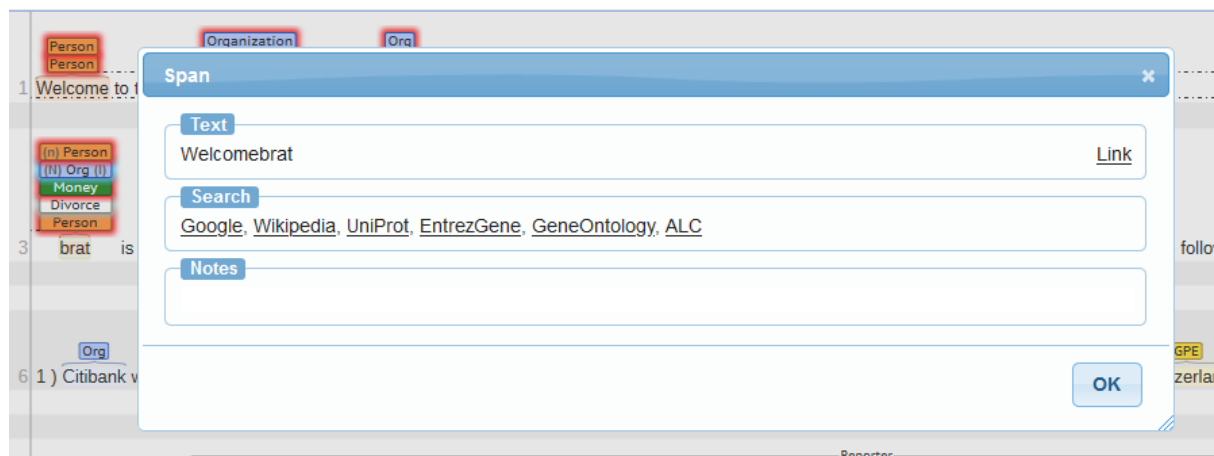 Person Organization Org
Person
Span ×
1 Welcome to t
Text
Welcomebrat Link
(n) Person
(N) Org (I)
Money
Divorce
Person
Search
Google, Wikipedia, UniProt, EntrezGene, GeneOntology, ALC
3 brat is follo
Notes
Org GPE
6 1 ) Citibank w zerla
OK
Reporter